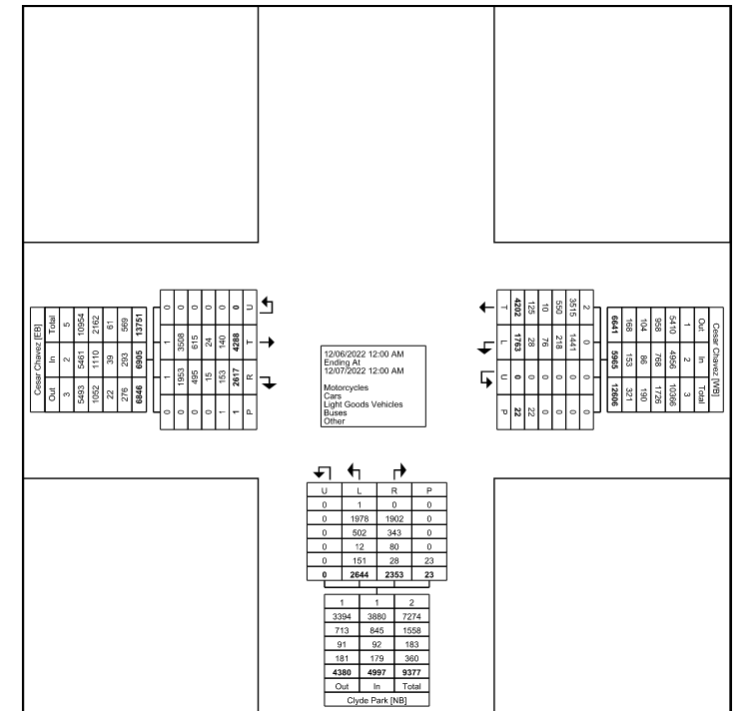 Cesar Chavez [EB]
Out In Total
3 2 5
5493 5461 10954
1052 1110 2162
22 39 61
276 293 569
6846 6905 13751
0 1 1 0
0 1953 3508 0
0 495 615 0
0 15 24 0
1 153 140 0
1 2617 4288 0
P R T U
12/06/2022 12:00 AM
Ending At
12/07/2022 12:00 AM
Motorcycles
Cars
Light Goods Vehicles
Buses
Other
Cesar Chavez [WB]
Out In Total
1 2 3
5410 4956 10366
958 768 1726
104 86 190
168 153 321
6641 5965 12606
2 0 0 0
3515 1441 0 0
550 218 0 0
10 76 0 0
125 28 0 22
4202 1763 0 22
T L U P
U L R P
0 1 0 0
0 1978 1902 0
0 502 343 0
0 12 80 0
0 151 28 23
0 2644 2353 23
1 1 2
3394 3880 7274
713 845 1558
91 92 183
181 179 360
4380 4997 9377
Out In Total
Clyde Park [NB]